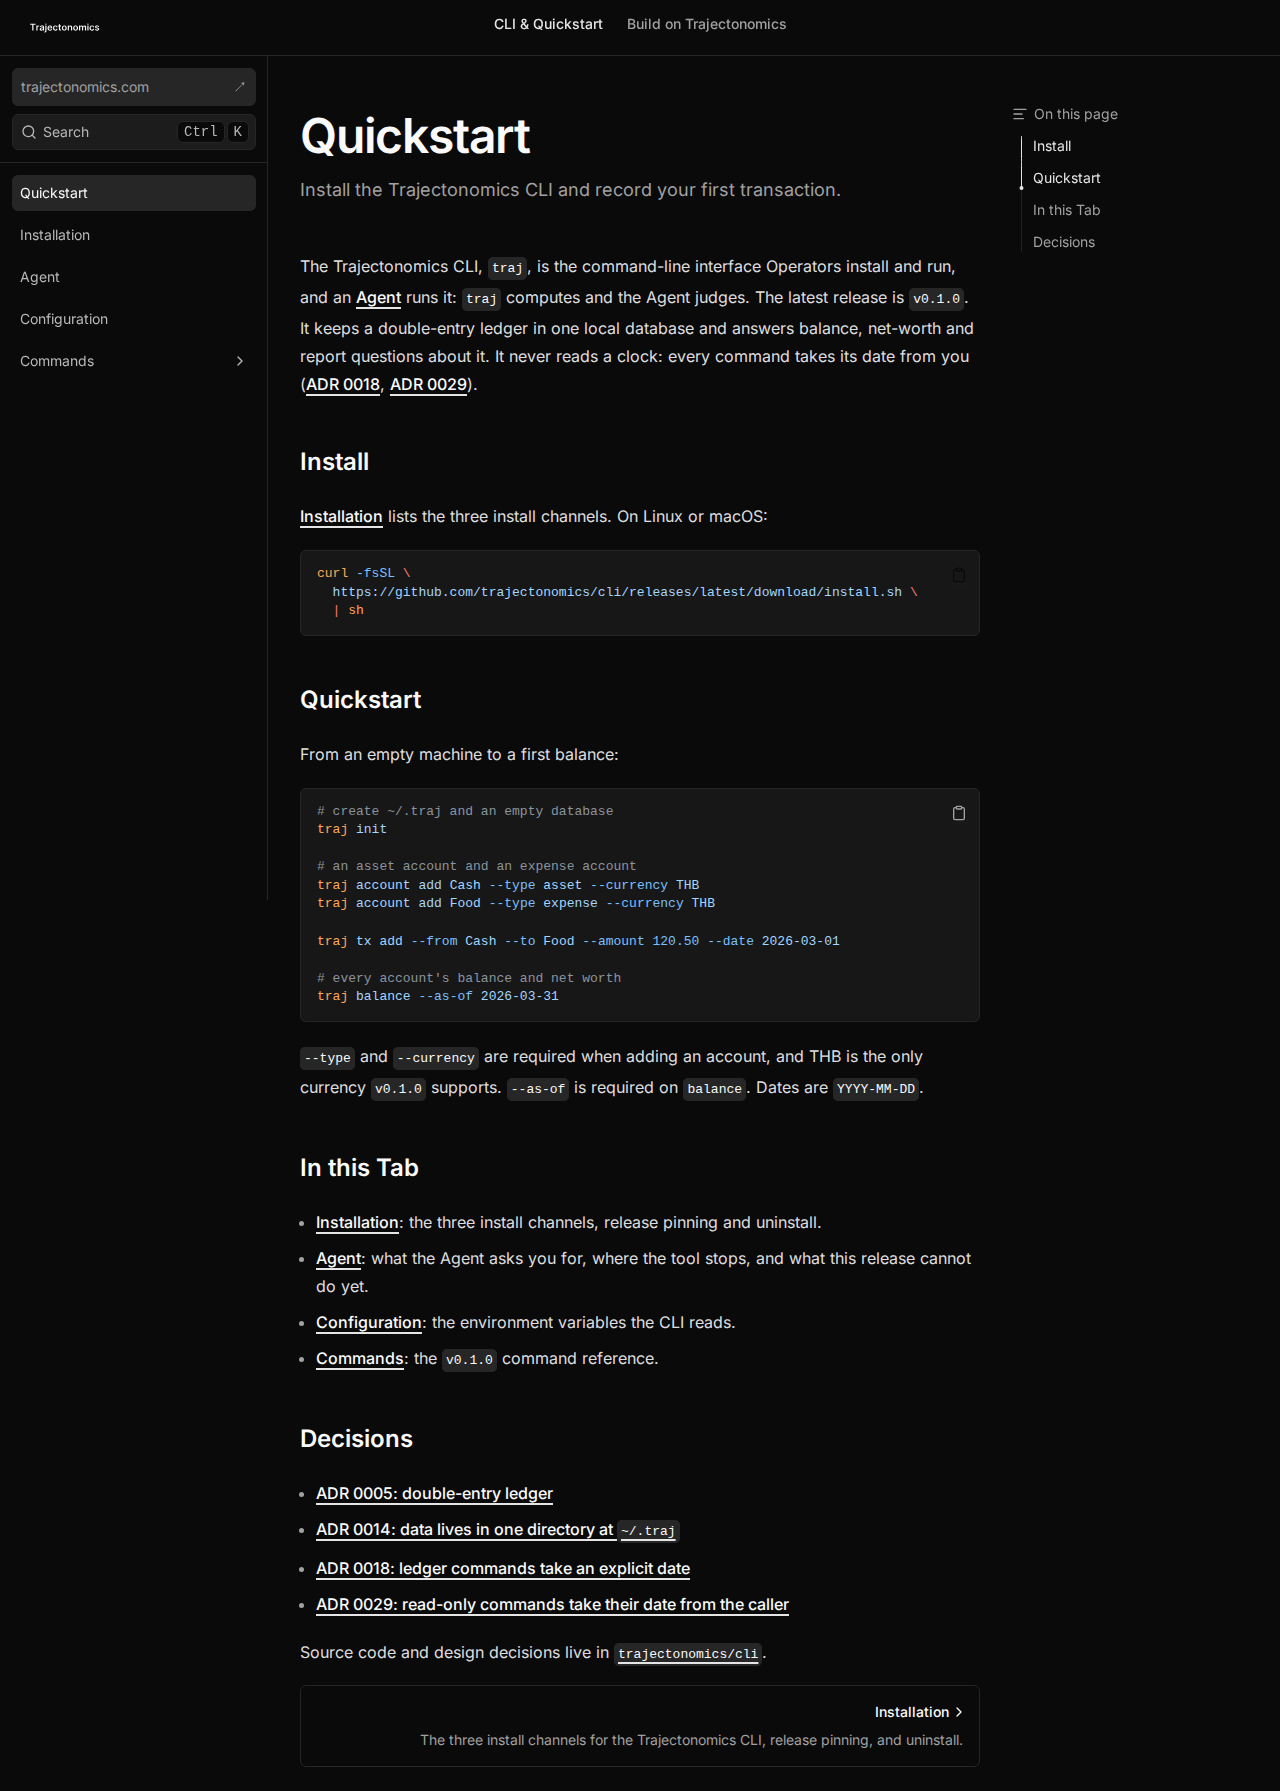 Trajectonomics
CLI & Quickstart
Build on Trajectonomics
trajectonomics.com
Search
Ctrl K
Quickstart
Installation
Agent
Configuration
Commands
Quickstart
Install the Trajectonomics CLI and record your first transaction.
The Trajectonomics CLI, traj, is the command-line interface Operators install and run,
and an Agent runs it: traj computes and the Agent judges. The latest release is v0.1.0.
It keeps a double-entry ledger in one local database and answers balance, net-worth and
report questions about it. It never reads a clock: every command takes its date from you
(ADR 0018, ADR 0029).
Install
Installation lists the three install channels. On Linux or macOS:
curl -fsSL \
  https://github.com/trajectonomics/cli/releases/latest/download/install.sh \
  | sh
Quickstart
From an empty machine to a first balance:
# create ~/.traj and an empty database
traj init
# an asset account and an expense account
traj account add Cash --type asset --currency THB
traj account add Food --type expense --currency THB
traj tx add --from Cash --to Food --amount 120.50 --date 2026-03-01
# every account's balance and net worth
traj balance --as-of 2026-03-31
--type and --currency are required when adding an account, and THB is the only
currency v0.1.0 supports. --as-of is required on balance. Dates are YYYY-MM-DD.
In this Tab
Installation: the three install channels, release pinning and uninstall.
Agent: what the Agent asks you for, where the tool stops, and what this release cannot
do yet.
Configuration: the environment variables the CLI reads.
Commands: the v0.1.0 command reference.
Decisions
ADR 0005: double-entry ledger
ADR 0014: data lives in one directory at ~/.traj
ADR 0018: ledger commands take an explicit date
ADR 0029: read-only commands take their date from the caller
Source code and design decisions live in trajectonomics/cli.
Installation
The three install channels for the Trajectonomics CLI, release pinning, and uninstall.
On this page
Install
Quickstart
In this Tab
Decisions